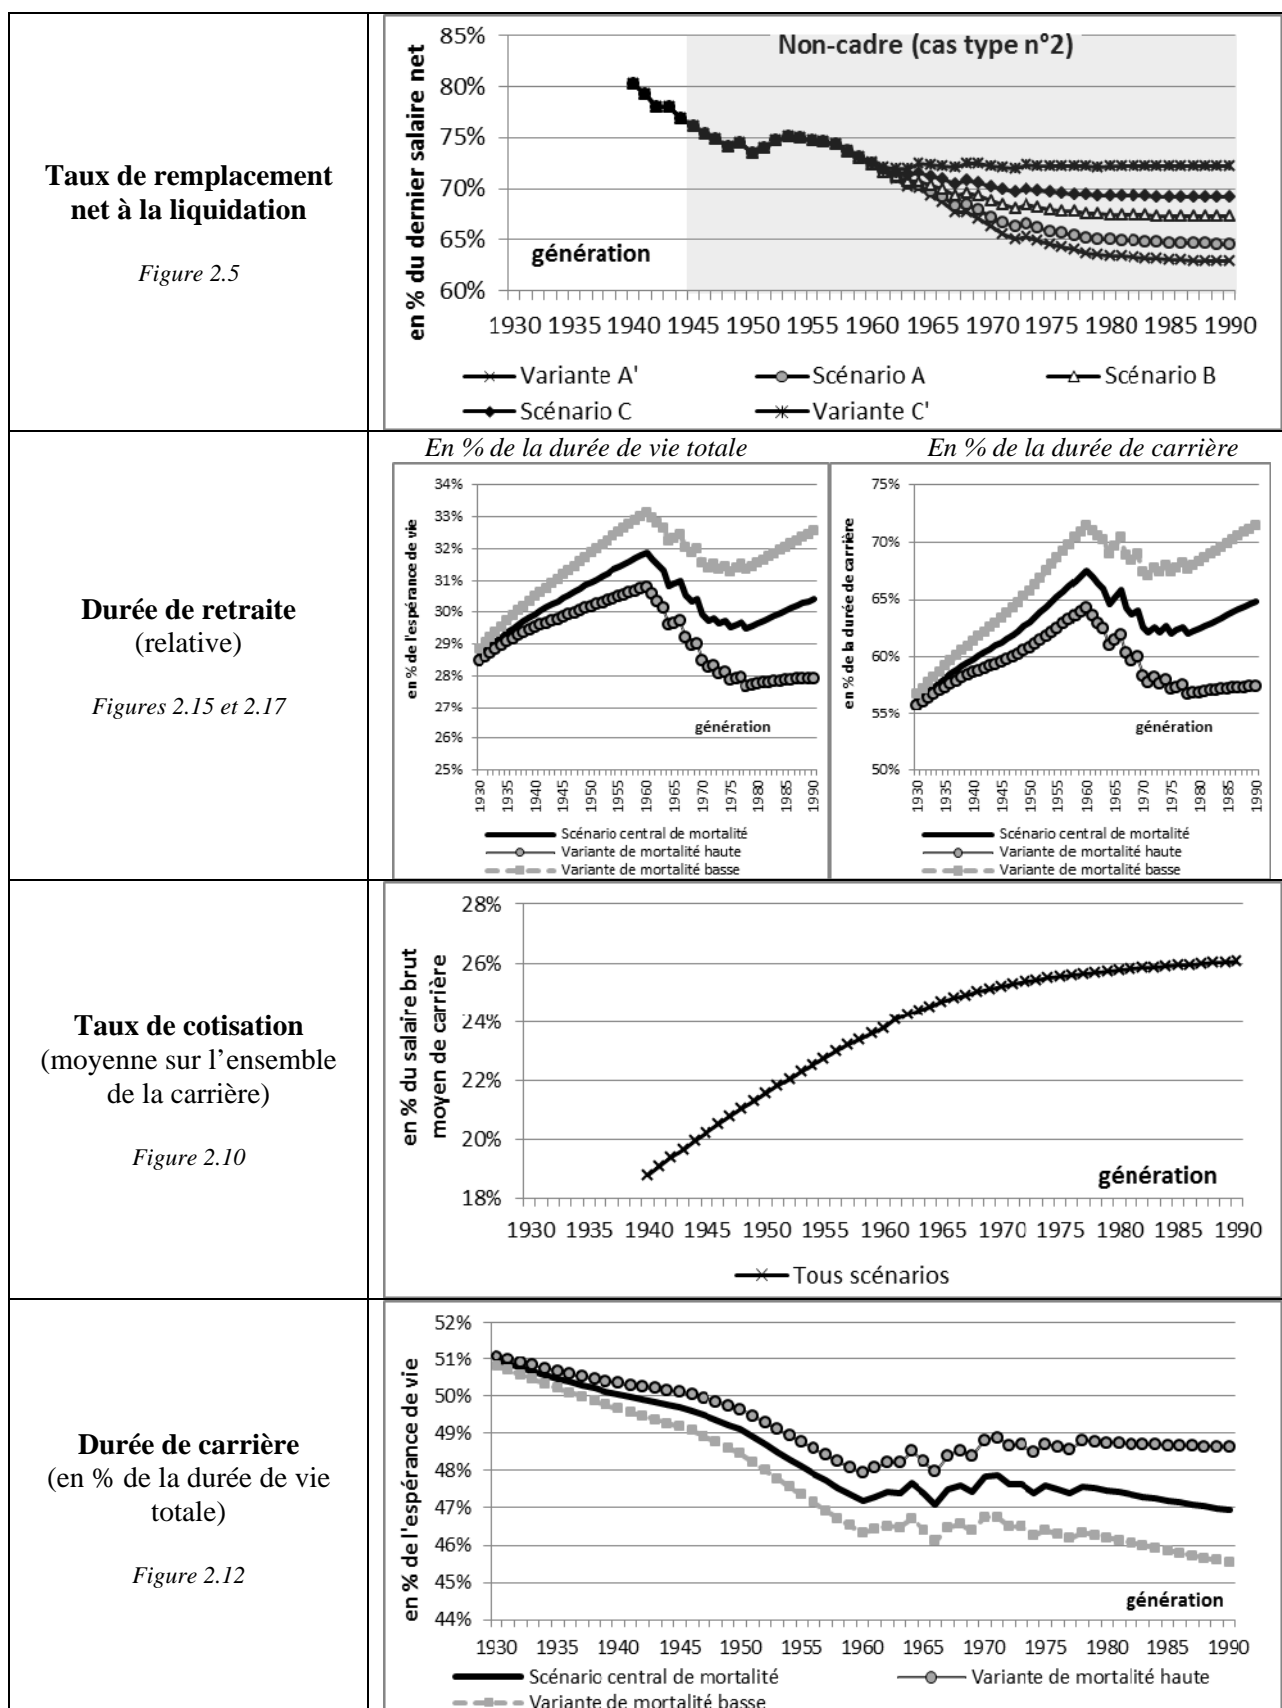 Taux de remplacement
net à la liquidation
Figure 2.5
en % du dernier salaire net
85%
80%
75%
70%
65%
60%
Non-cadre (cas type n°2)
génération
1930 1935 1940 1945 1950 1955 1960 1965 1970 1975 1980 1985 1990
Variante A' Scénario A Scénario B
Scénario C Variante C'
Durée de retraite
(relative)
Figures 2.15 et 2.17
En % de la durée de vie totale
en % de l'espérance de vie
34%
33%
32%
31%
30%
29%
28%
27%
26%
25%
génération
1930 1935 1940 1945 1950 1955 1960 1965 1970 1975 1980 1985 1990
Scénario central de mortalité
Variante de mortalité haute
Variante de mortalité basse
En % de la durée de carrière
en % de la durée de carrière
75%
70%
65%
60%
55%
50%
génération
1930 1935 1940 1945 1950 1955 1960 1965 1970 1975 1980 1985 1990
Scénario central de mortalité
Variante de mortalité haute
Variante de mortalité basse
Taux de cotisation
(moyenne sur l'ensemble
de la carrière)
Figure 2.10
en % du salaire brut
moyen de carrière
28%
26%
24%
22%
20%
18%
génération
1930 1935 1940 1945 1950 1955 1960 1965 1970 1975 1980 1985 1990
Tous scénarios
Durée de carrière
(en % de la durée de vie
totale)
Figure 2.12
en % de l'espérance de vie
52%
51%
50%
49%
48%
47%
46%
45%
44%
génération
1930 1935 1940 1945 1950 1955 1960 1965 1970 1975 1980 1985 1990
Scénario central de mortalité Variante de mortalité haute
Variante de mortalité basse